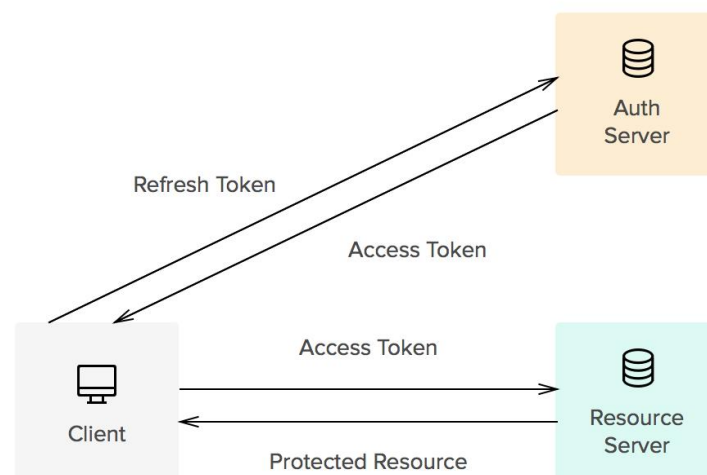 Auth
Server
Refresh Token
Access Token
Access Token
Client
Resource
Server
Protected Resource